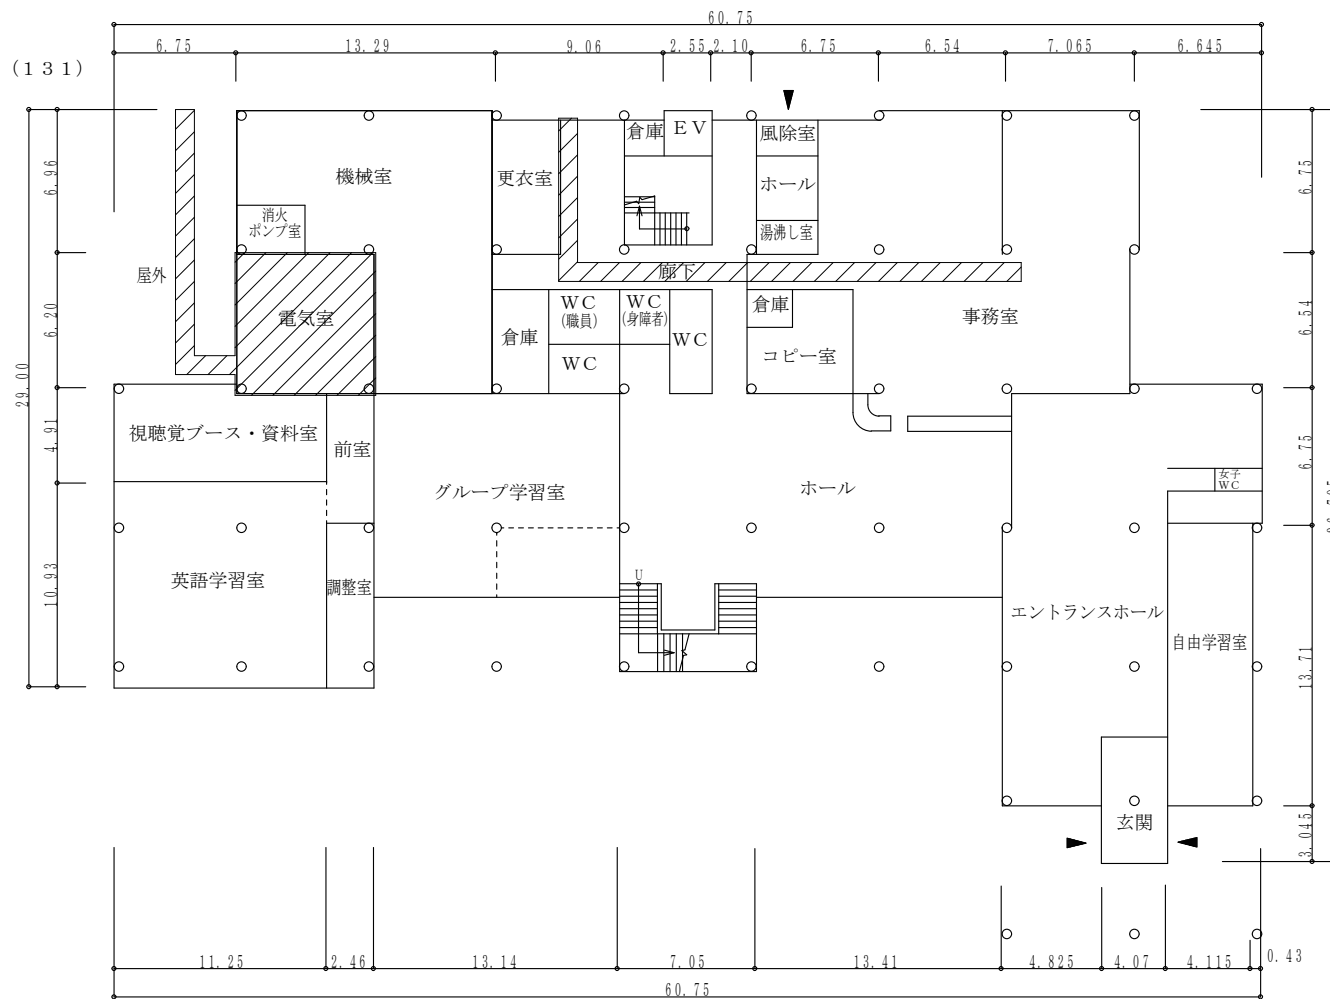 60.75
6.75 13.29 9.06 2.55 2.10 6.75 6.54 7.065 6.645
(131)
倉庫 EV 風除室
機械室 更衣室 ホール
消火
ポンプ室
湯沸し室
屋外 廊下
電気室 倉庫 WC
(職員)
WC
(身障者)
WC 倉庫 事務室
WC コピー室
視聴覚ブース・資料室 前室
グループ学習室 ホール
女子
WC
英語学習室 調整室 U
エントランスホール
自由学習室
玄関
29.00
6.96
6.20
4.91
10.93
6.75
6.54
6.75
13.71
3.045
11.25 2.46 13.14 7.05 13.41 4.825 4.07 4.115 0.43
60.75